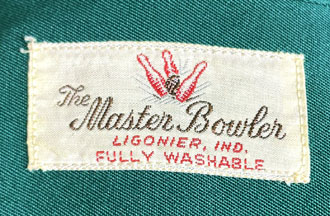 The
Master Bowler
LIGONIER, IND.
FULLY WASHABLE